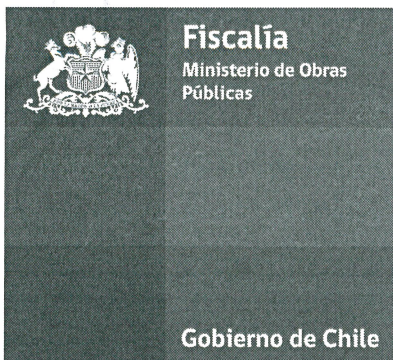 Fiscalía
Ministerio de Obras
Públicas
Gobierno de Chile